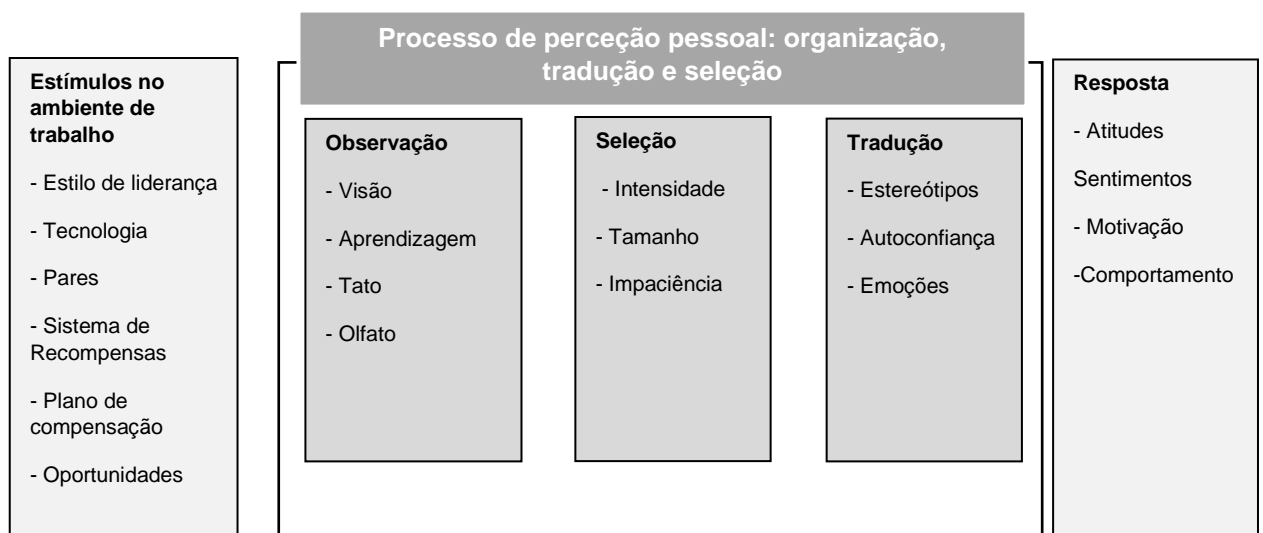 Processo de perceção pessoal: organização,
tradução e seleção
Estímulos no
ambiente de
trabalho
- Estilo de liderança
- Tecnologia
- Pares
- Sistema de
Recompensas
- Plano de
compensação
- Oportunidades
Observação
- Visão
- Aprendizagem
- Tato
- Olfato
Seleção
- Intensidade
- Tamanho
- Impaciência
Tradução
- Estereótipos
- Autoconfiança
- Emoções
Resposta
- Atitudes
Sentimentos
- Motivação
-Comportamento